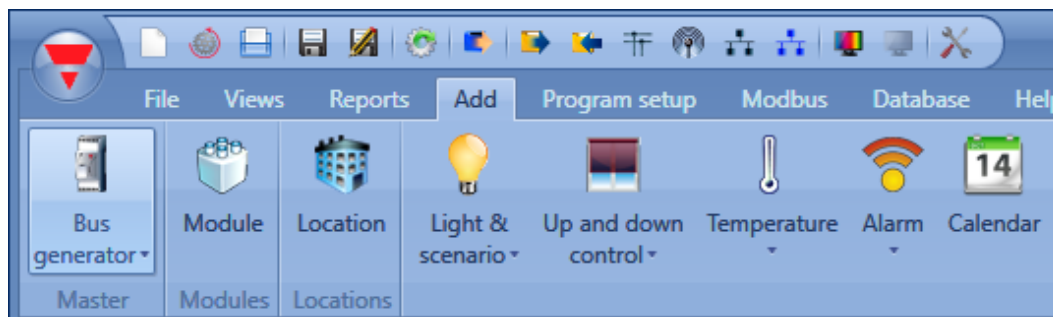 File Views Reports Add Program setup Modbus Database Help
14
Bus Module Location Light & Up and down Temperature Alarm Calendar
generator scenario control
Master Modules Locations